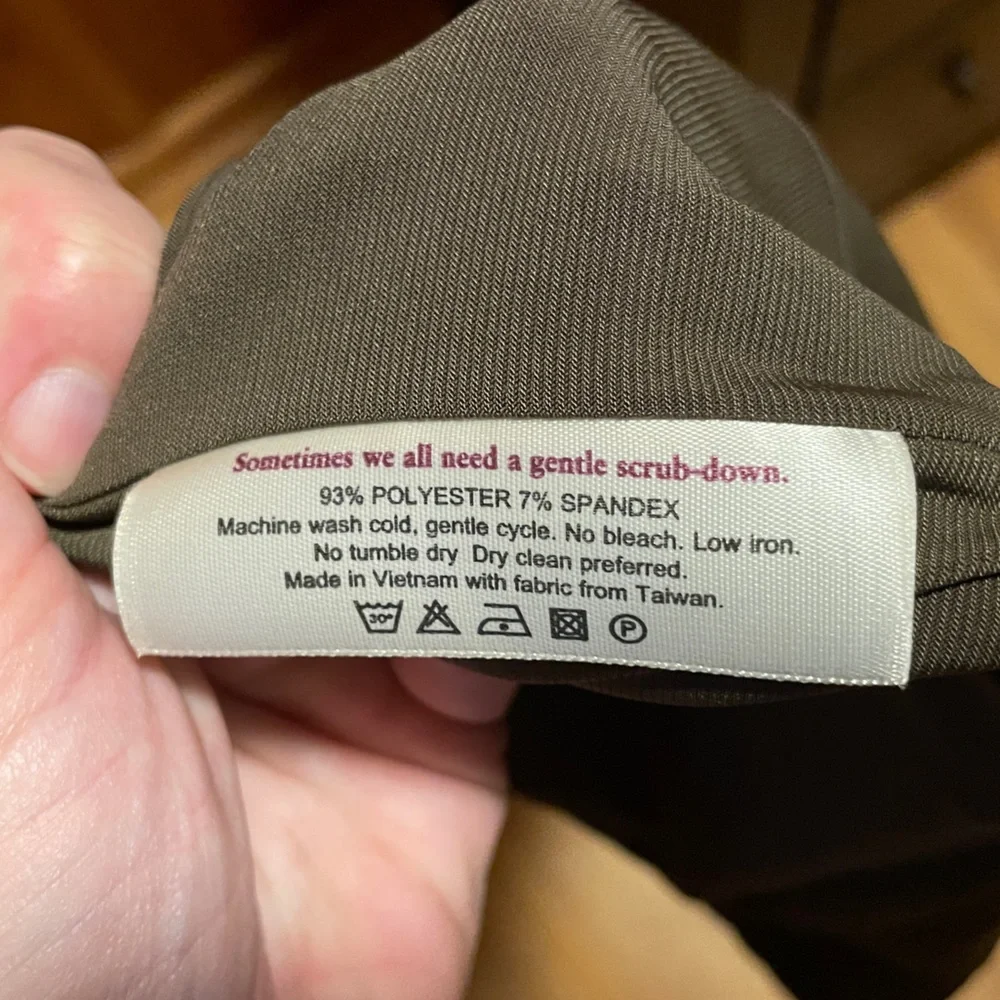 Sometimes we all need a gentle scrub-down.
93% POLYESTER 7% SPANDEX
Machine wash cold, gentle cycle. No bleach. Low iron.
No tumble dry Dry clean preferred.
Made in Vietnam with fabric from Taiwan.
30° P